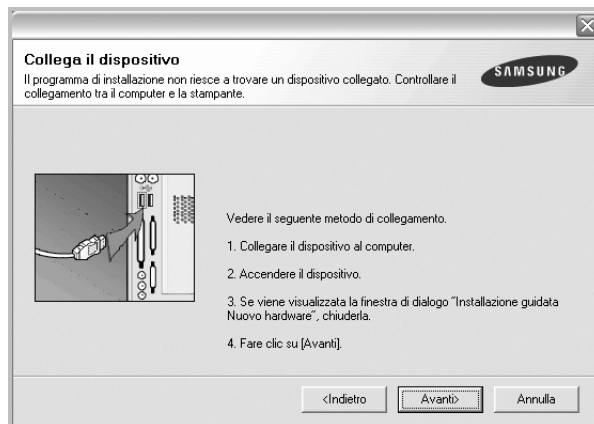 Collega il dispositivo
Il programma di installazione non riesce a trovare un dispositivo collegato. Controllare il
collegamento tra il computer e la stampante.
SAMSUNG
Vedere il seguente metodo di collegamento.
1. Collegare il dispositivo al computer.
2. Accendere il dispositivo.
3. Se viene visualizzata la finestra di dialogo "Installazione guidata
Nuovo hardware", chiuderla.
4. Fare clic su [Avanti].
<Indietro
Avanti>
Annulla